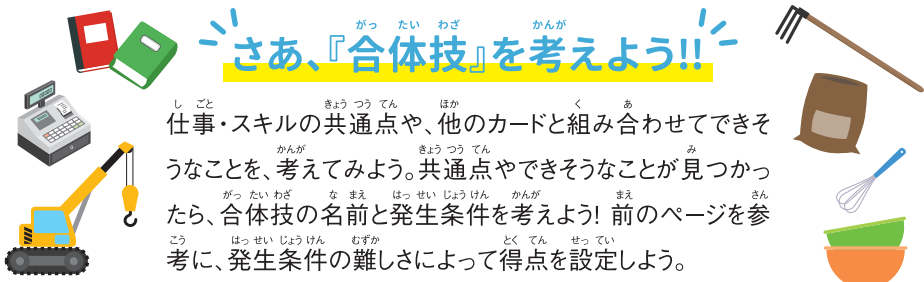 さあ、『合体技』を考えよう!!
仕事・スキルの共通点や、他のカードと組み合わせてできそ
うなことを、考えてみよう。共通点やできそうなことが見つかっ
たら、合体技の名前と発生条件を考えよう! 前のページを参
考に、発生条件の難しさによって得点を設定しよう。